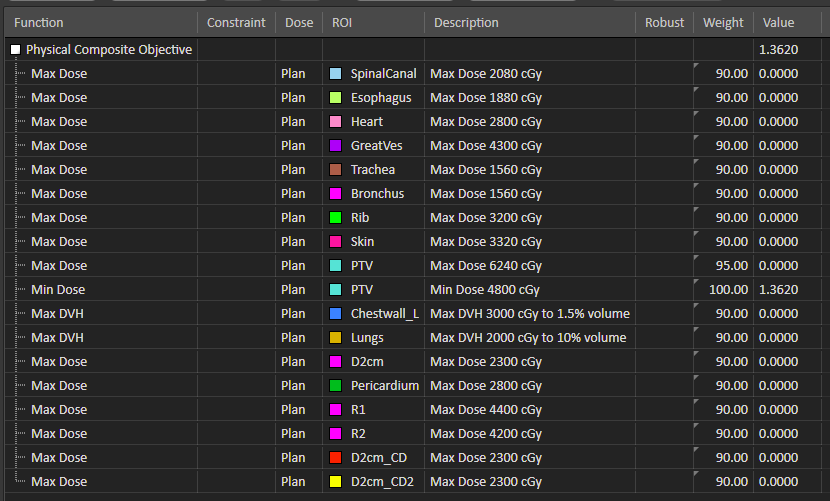 Function Constraint Dose ROI Description Robust Weight Value
Physical Composite Objective 1.3620
Max Dose Plan SpinalCanal Max Dose 2080 cGy 90.00 0.0000
Max Dose Plan Esophagus Max Dose 1880 cGy 90.00 0.0000
Max Dose Plan Heart Max Dose 2800 cGy 90.00 0.0000
Max Dose Plan GreatVes Max Dose 4300 cGy 90.00 0.0000
Max Dose Plan Trachea Max Dose 1560 cGy 90.00 0.0000
Max Dose Plan Bronchus Max Dose 1560 cGy 90.00 0.0000
Max Dose Plan Rib Max Dose 3200 cGy 90.00 0.0000
Max Dose Plan Skin Max Dose 3320 cGy 90.00 0.0000
Max Dose Plan PTV Max Dose 6240 cGy 95.00 0.0000
Min Dose Plan PTV Min Dose 4800 cGy 100.00 1.3620
Max DVH Plan Chestwall_L Max DVH 3000 cGy to 1.5% volume 90.00 0.0000
Max DVH Plan Lungs Max DVH 2000 cGy to 10% volume 90.00 0.0000
Max Dose Plan D2cm Max Dose 2300 cGy 90.00 0.0000
Max Dose Plan Pericardium Max Dose 2800 cGy 90.00 0.0000
Max Dose Plan R1 Max Dose 4400 cGy 90.00 0.0000
Max Dose Plan R2 Max Dose 4200 cGy 90.00 0.0000
Max Dose Plan D2cm_CD Max Dose 2300 cGy 90.00 0.0000
Max Dose Plan D2cm_CD2 Max Dose 2300 cGy 90.00 0.0000